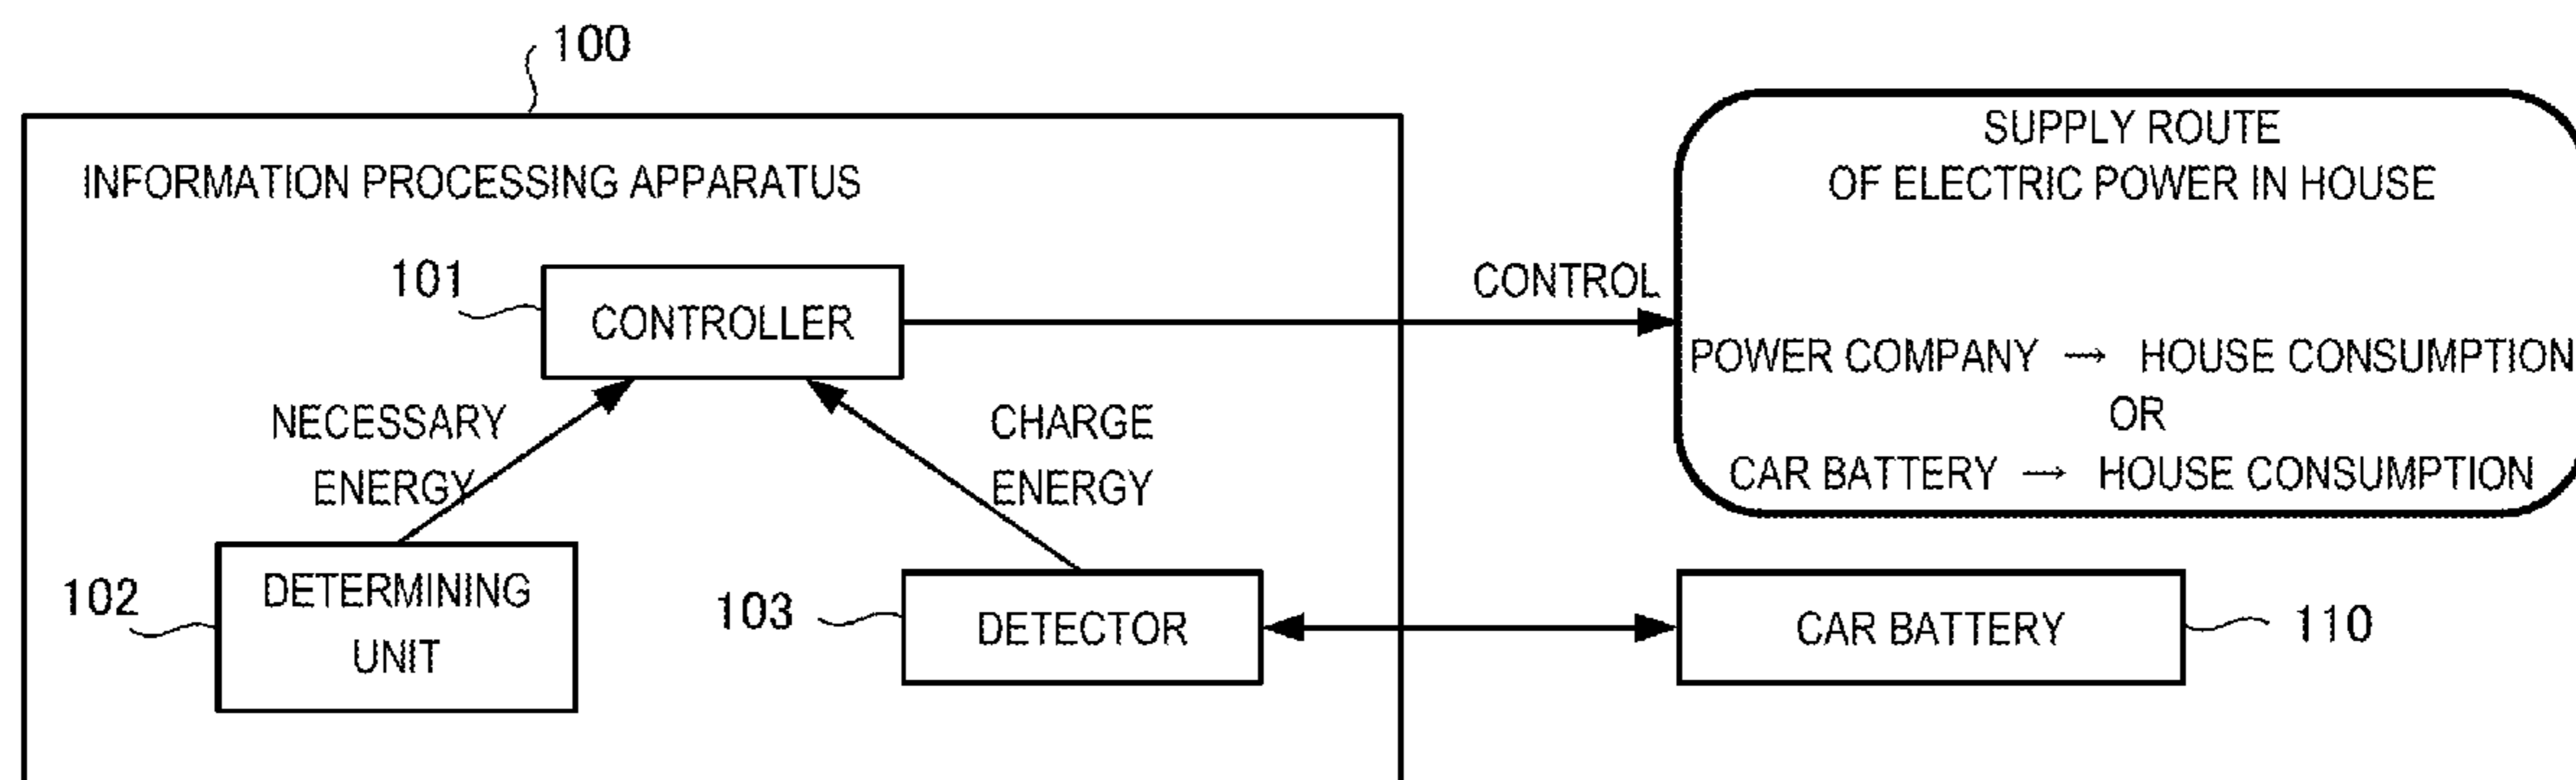 100
INFORMATION PROCESSING APPARATUS
SUPPLY ROUTE
OF ELECTRIC POWER IN HOUSE
101
CONTROLLER
CONTROL
POWER COMPANY → HOUSE CONSUMPTION
OR
CAR BATTERY → HOUSE CONSUMPTION
NECESSARY
ENERGY
CHARGE
ENERGY
102
DETERMINING
UNIT
103
DETECTOR
CAR BATTERY
110